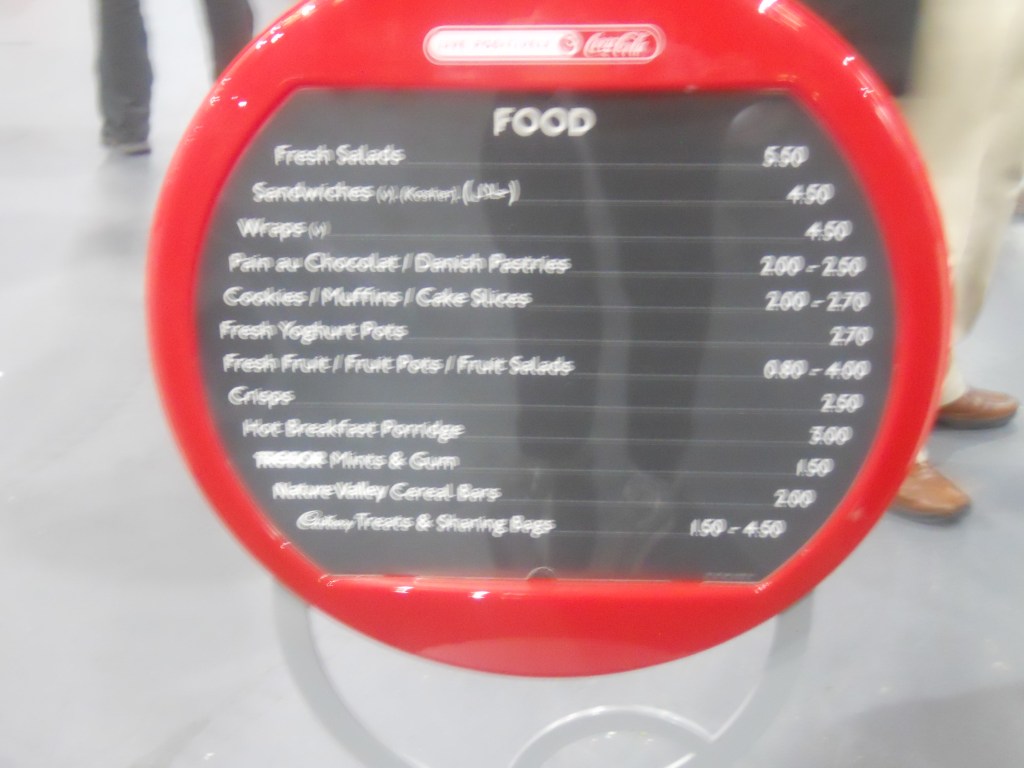 Coca-Cola
FOOD
Fresh Salads 5.50
Sandwiches (v), (Kosher), (حلال) 4.50
Wraps (v) 4.50
Pain au Chocolat / Danish Pastries 2.00 - 2.50
Cookies / Muffins / Cake Slices 2.00 - 2.70
Fresh Yoghurt Pots 2.70
Fresh Fruit / Fruit Pots / Fruit Salads 0.80 - 4.00
Crisps 2.50
Hot Breakfast Porridge 3.00
TREBOR Mints & Gum 1.50
Nature Valley Cereal Bars 2.00
Cadbury Treats & Sharing Bags 1.50 - 4.50